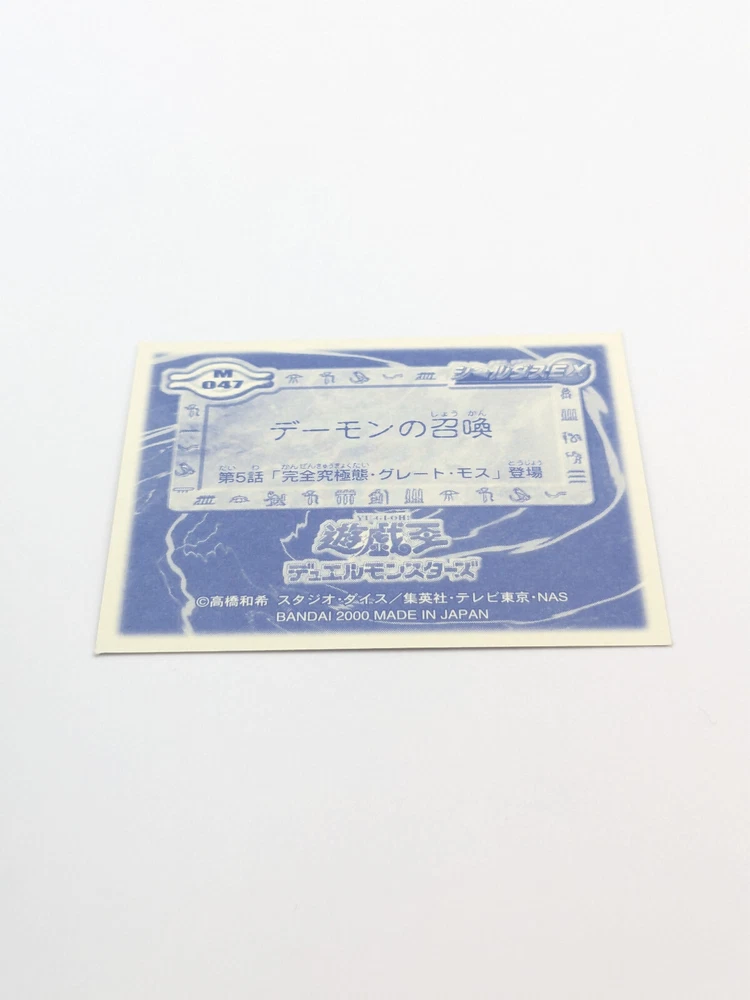 M
047
シールダスEX
しょう かん
デーモンの召喚
だい わ かんぜんきゅうきょくたい とうじょう
第5話「完全究極態・グレート・モス」登場
YU-GI-OH!
遊戯王
デュエルモンスターズ
©高橋和希 スタジオ・ダイス/集英社・テレビ東京・NAS
BANDAI 2000 MADE IN JAPAN